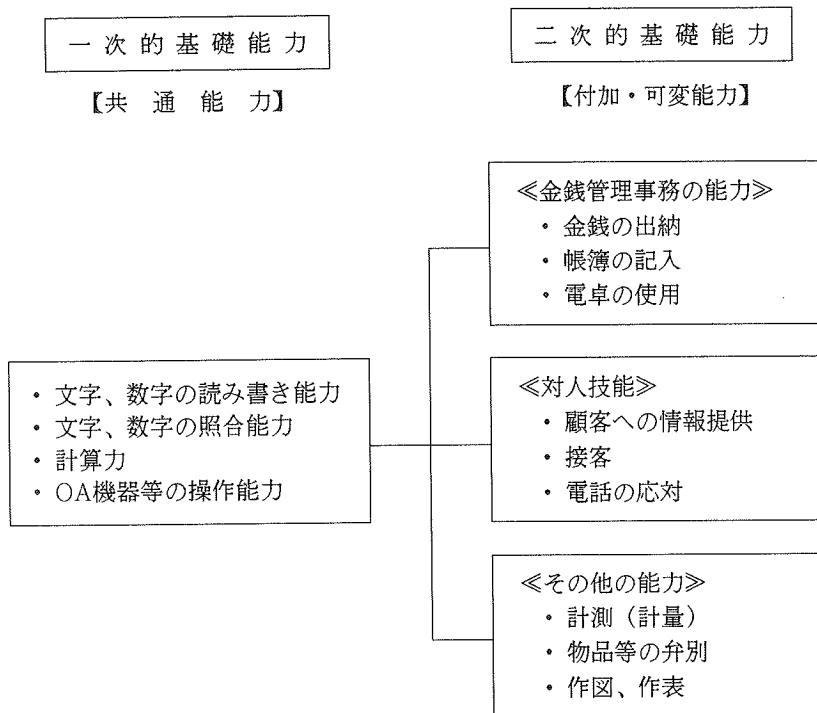 一次的基礎能力
【共通能力】
二次的基礎能力
【付加・可変能力】
・文字、数字の読み書き能力
・文字、数字の照合能力
・計算力
・OA機器等の操作能力
≪金銭管理事務の能力≫
・金銭の出納
・帳簿の記入
・電卓の使用
≪対人技能≫
・顧客への情報提供
・接客
・電話の応対
≪その他の能力≫
・計測（計量）
・物品等の弁別
・作図、作表